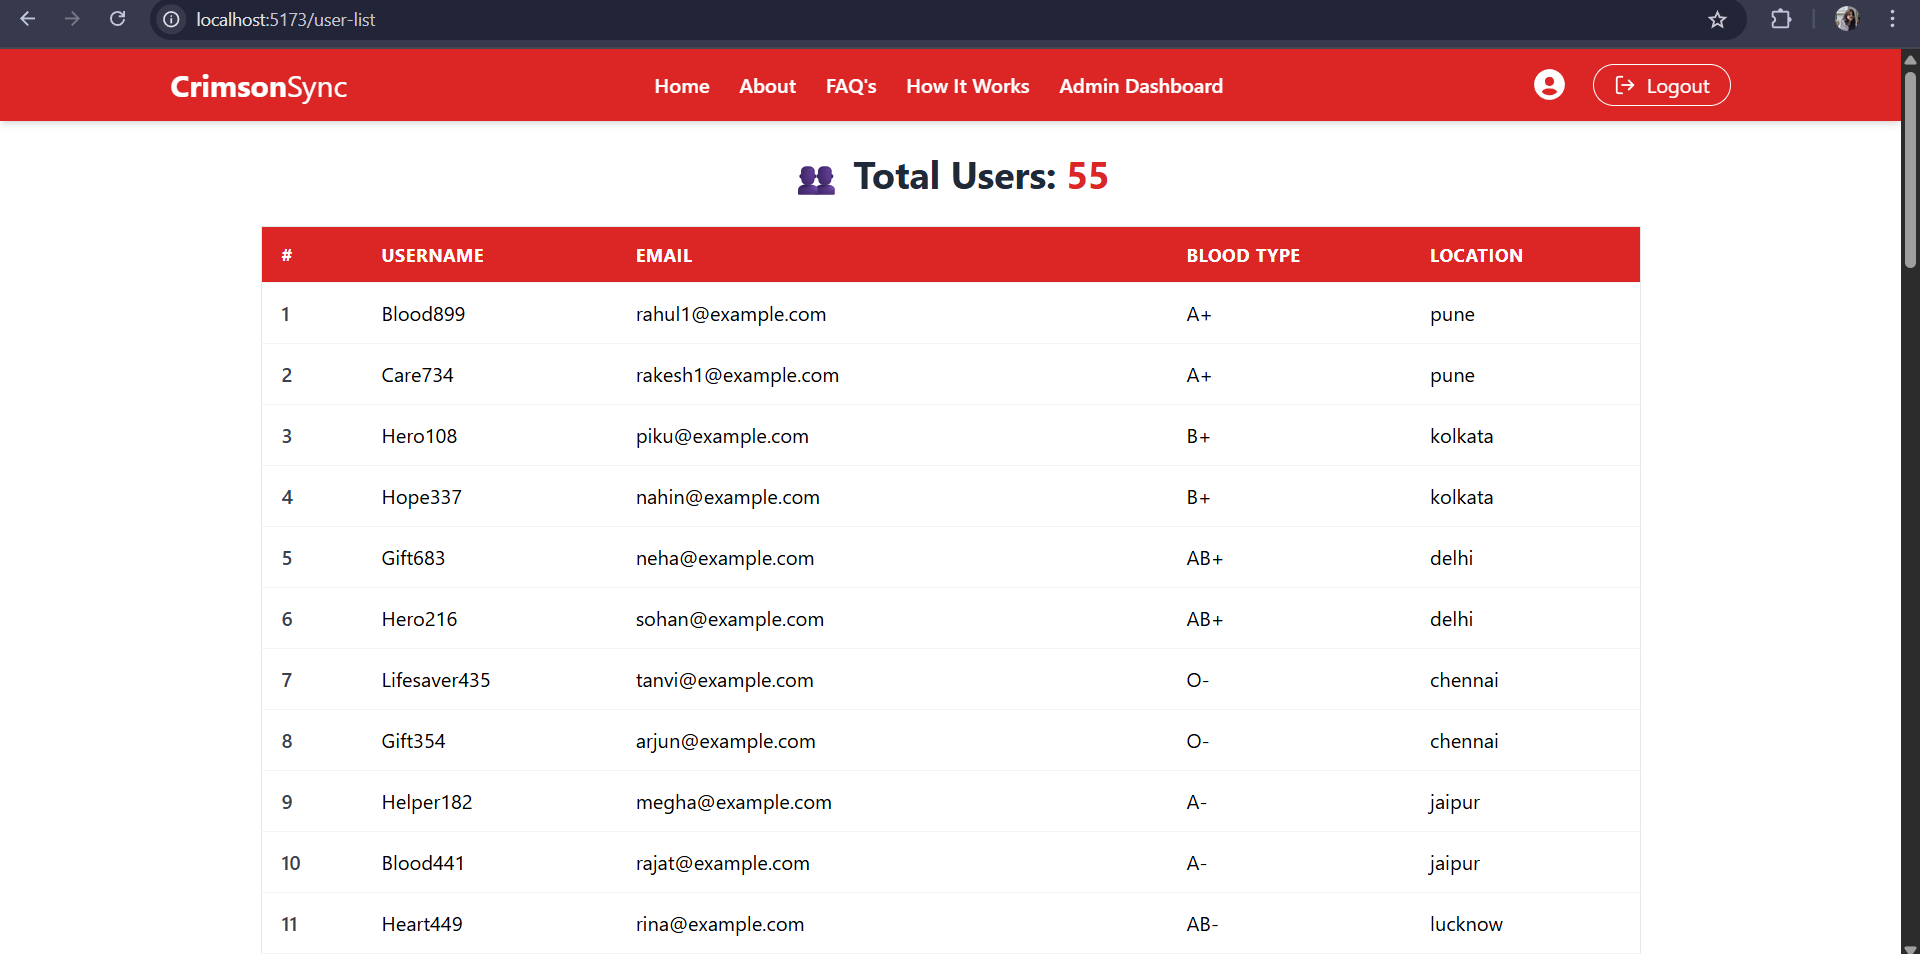 localhost:5173/user-list
CrimsonSync Home About FAQ's How It Works Admin Dashboard Logout
Total Users: 55
# USERNAME EMAIL BLOOD TYPE LOCATION
1 Blood899 rahul1@example.com A+ pune
2 Care734 rakesh1@example.com A+ pune
3 Hero108 piku@example.com B+ kolkata
4 Hope337 nahin@example.com B+ kolkata
5 Gift683 neha@example.com AB+ delhi
6 Hero216 sohan@example.com AB+ delhi
7 Lifesaver435 tanvi@example.com O- chennai
8 Gift354 arjun@example.com O- chennai
9 Helper182 megha@example.com A- jaipur
10 Blood441 rajat@example.com A- jaipur
11 Heart449 rina@example.com AB- lucknow